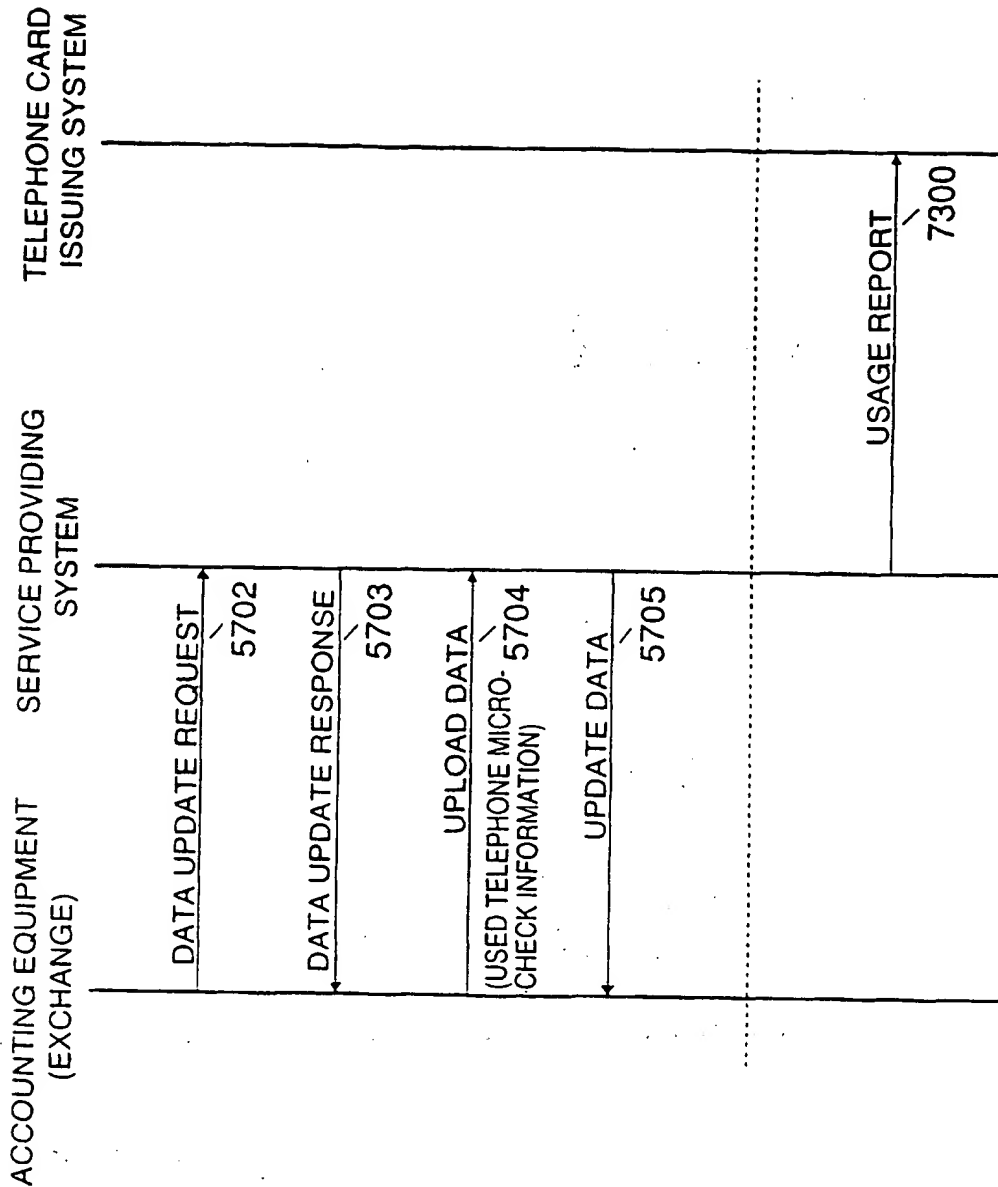 ACCOUNTING EQUIPMENT
(EXCHANGE)
SERVICE PROVIDING
SYSTEM
TELEPHONE CARD
ISSUING SYSTEM
DATA UPDATE REQUEST
5702
DATA UPDATE RESPONSE
5703
UPLOAD DATA
5704
(USED TELEPHONE MICRO-
CHECK INFORMATION)
UPDATE DATA
5705
USAGE REPORT
7300